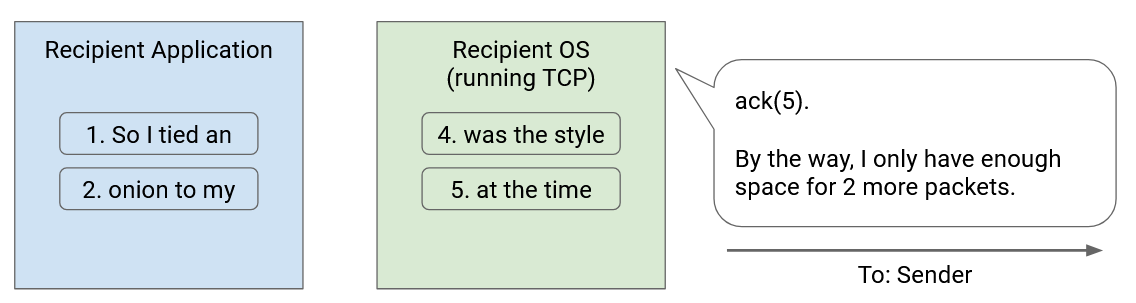 Recipient Application
1. So I tied an
2. onion to my
Recipient OS
(running TCP)
4. was the style
5. at the time
ack(5).
By the way, I only have enough
space for 2 more packets.
To: Sender